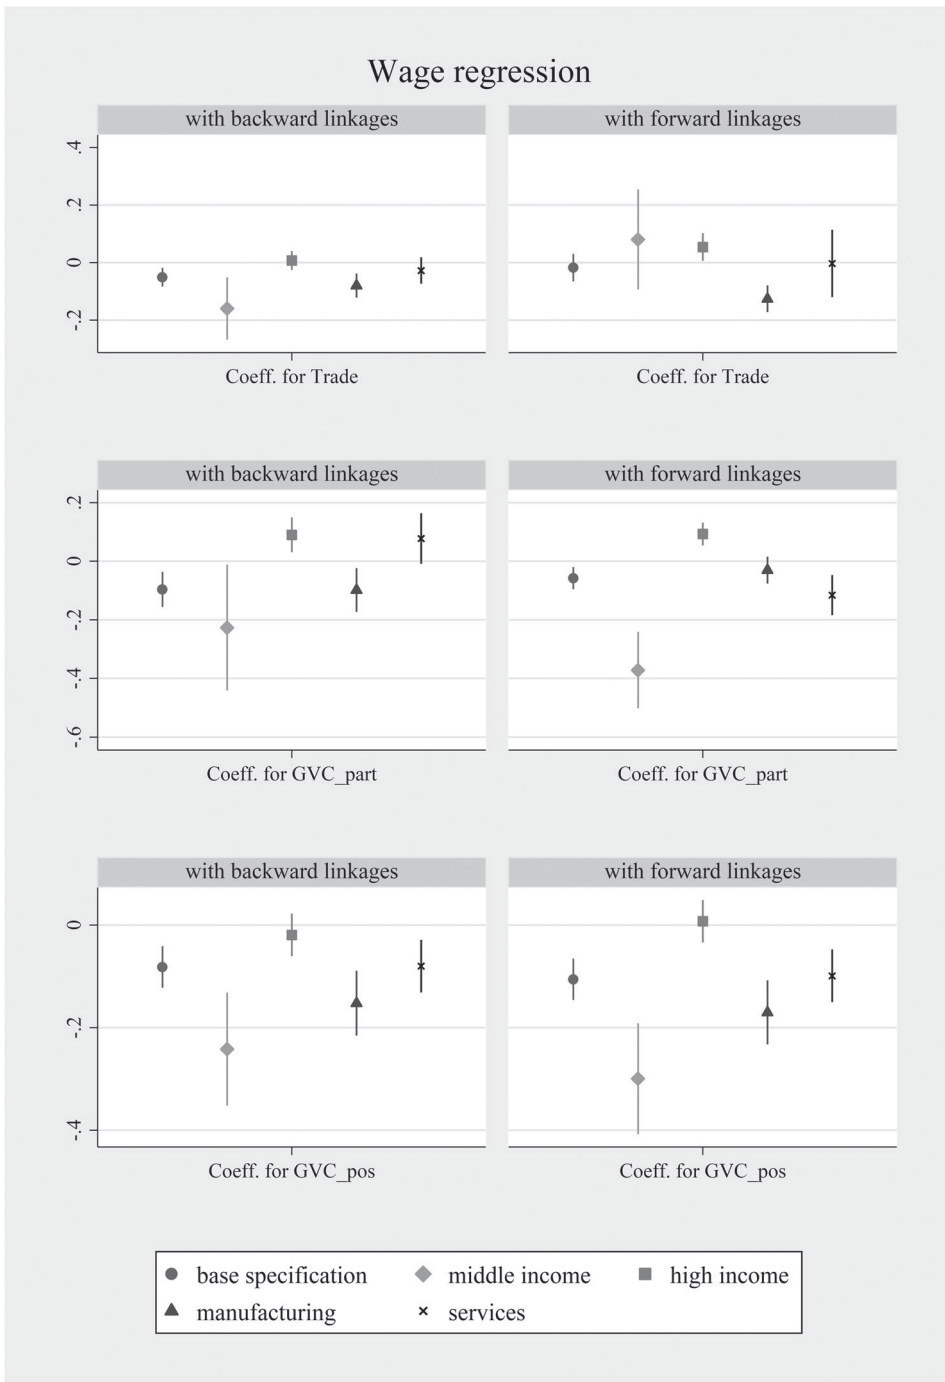 Wage regression
with backward linkages with forward linkages
.4
.2
0
-.2
Coeff. for Trade Coeff. for Trade
with backward linkages with forward linkages
.2
0
-.2
-.4
-.6
Coeff. for GVC_part Coeff. for GVC_part
with backward linkages with forward linkages
0
-.2
-.4
Coeff. for GVC_pos Coeff. for GVC_pos
base specification middle income high income
manufacturing services